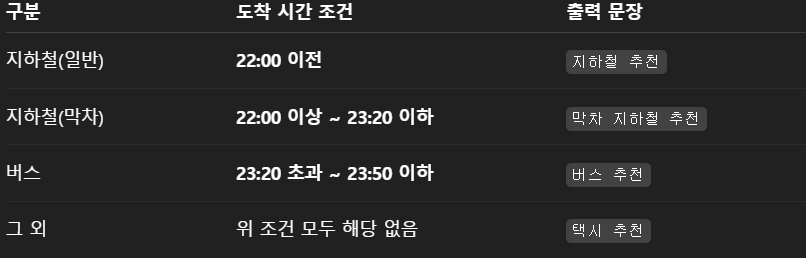 구분 도착 시간 조건 출력 문장
지하철(일반) 22:00 이전 지하철 추천
지하철(막차) 22:00 이상 ~ 23:20 이하 막차 지하철 추천
버스 23:20 초과 ~ 23:50 이하 버스 추천
그 외 위 조건 모두 해당 없음 택시 추천